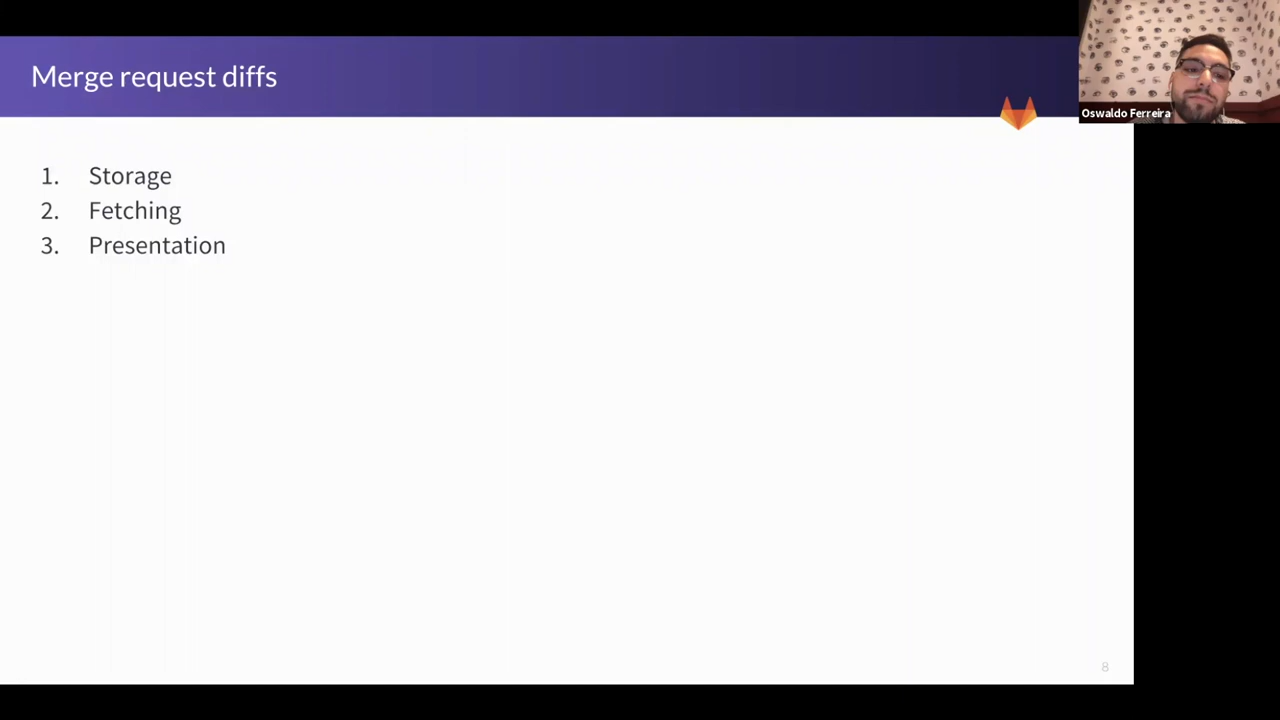 Merge request diffs
Oswaldo Ferreira
1. Storage
2. Fetching
3. Presentation
8